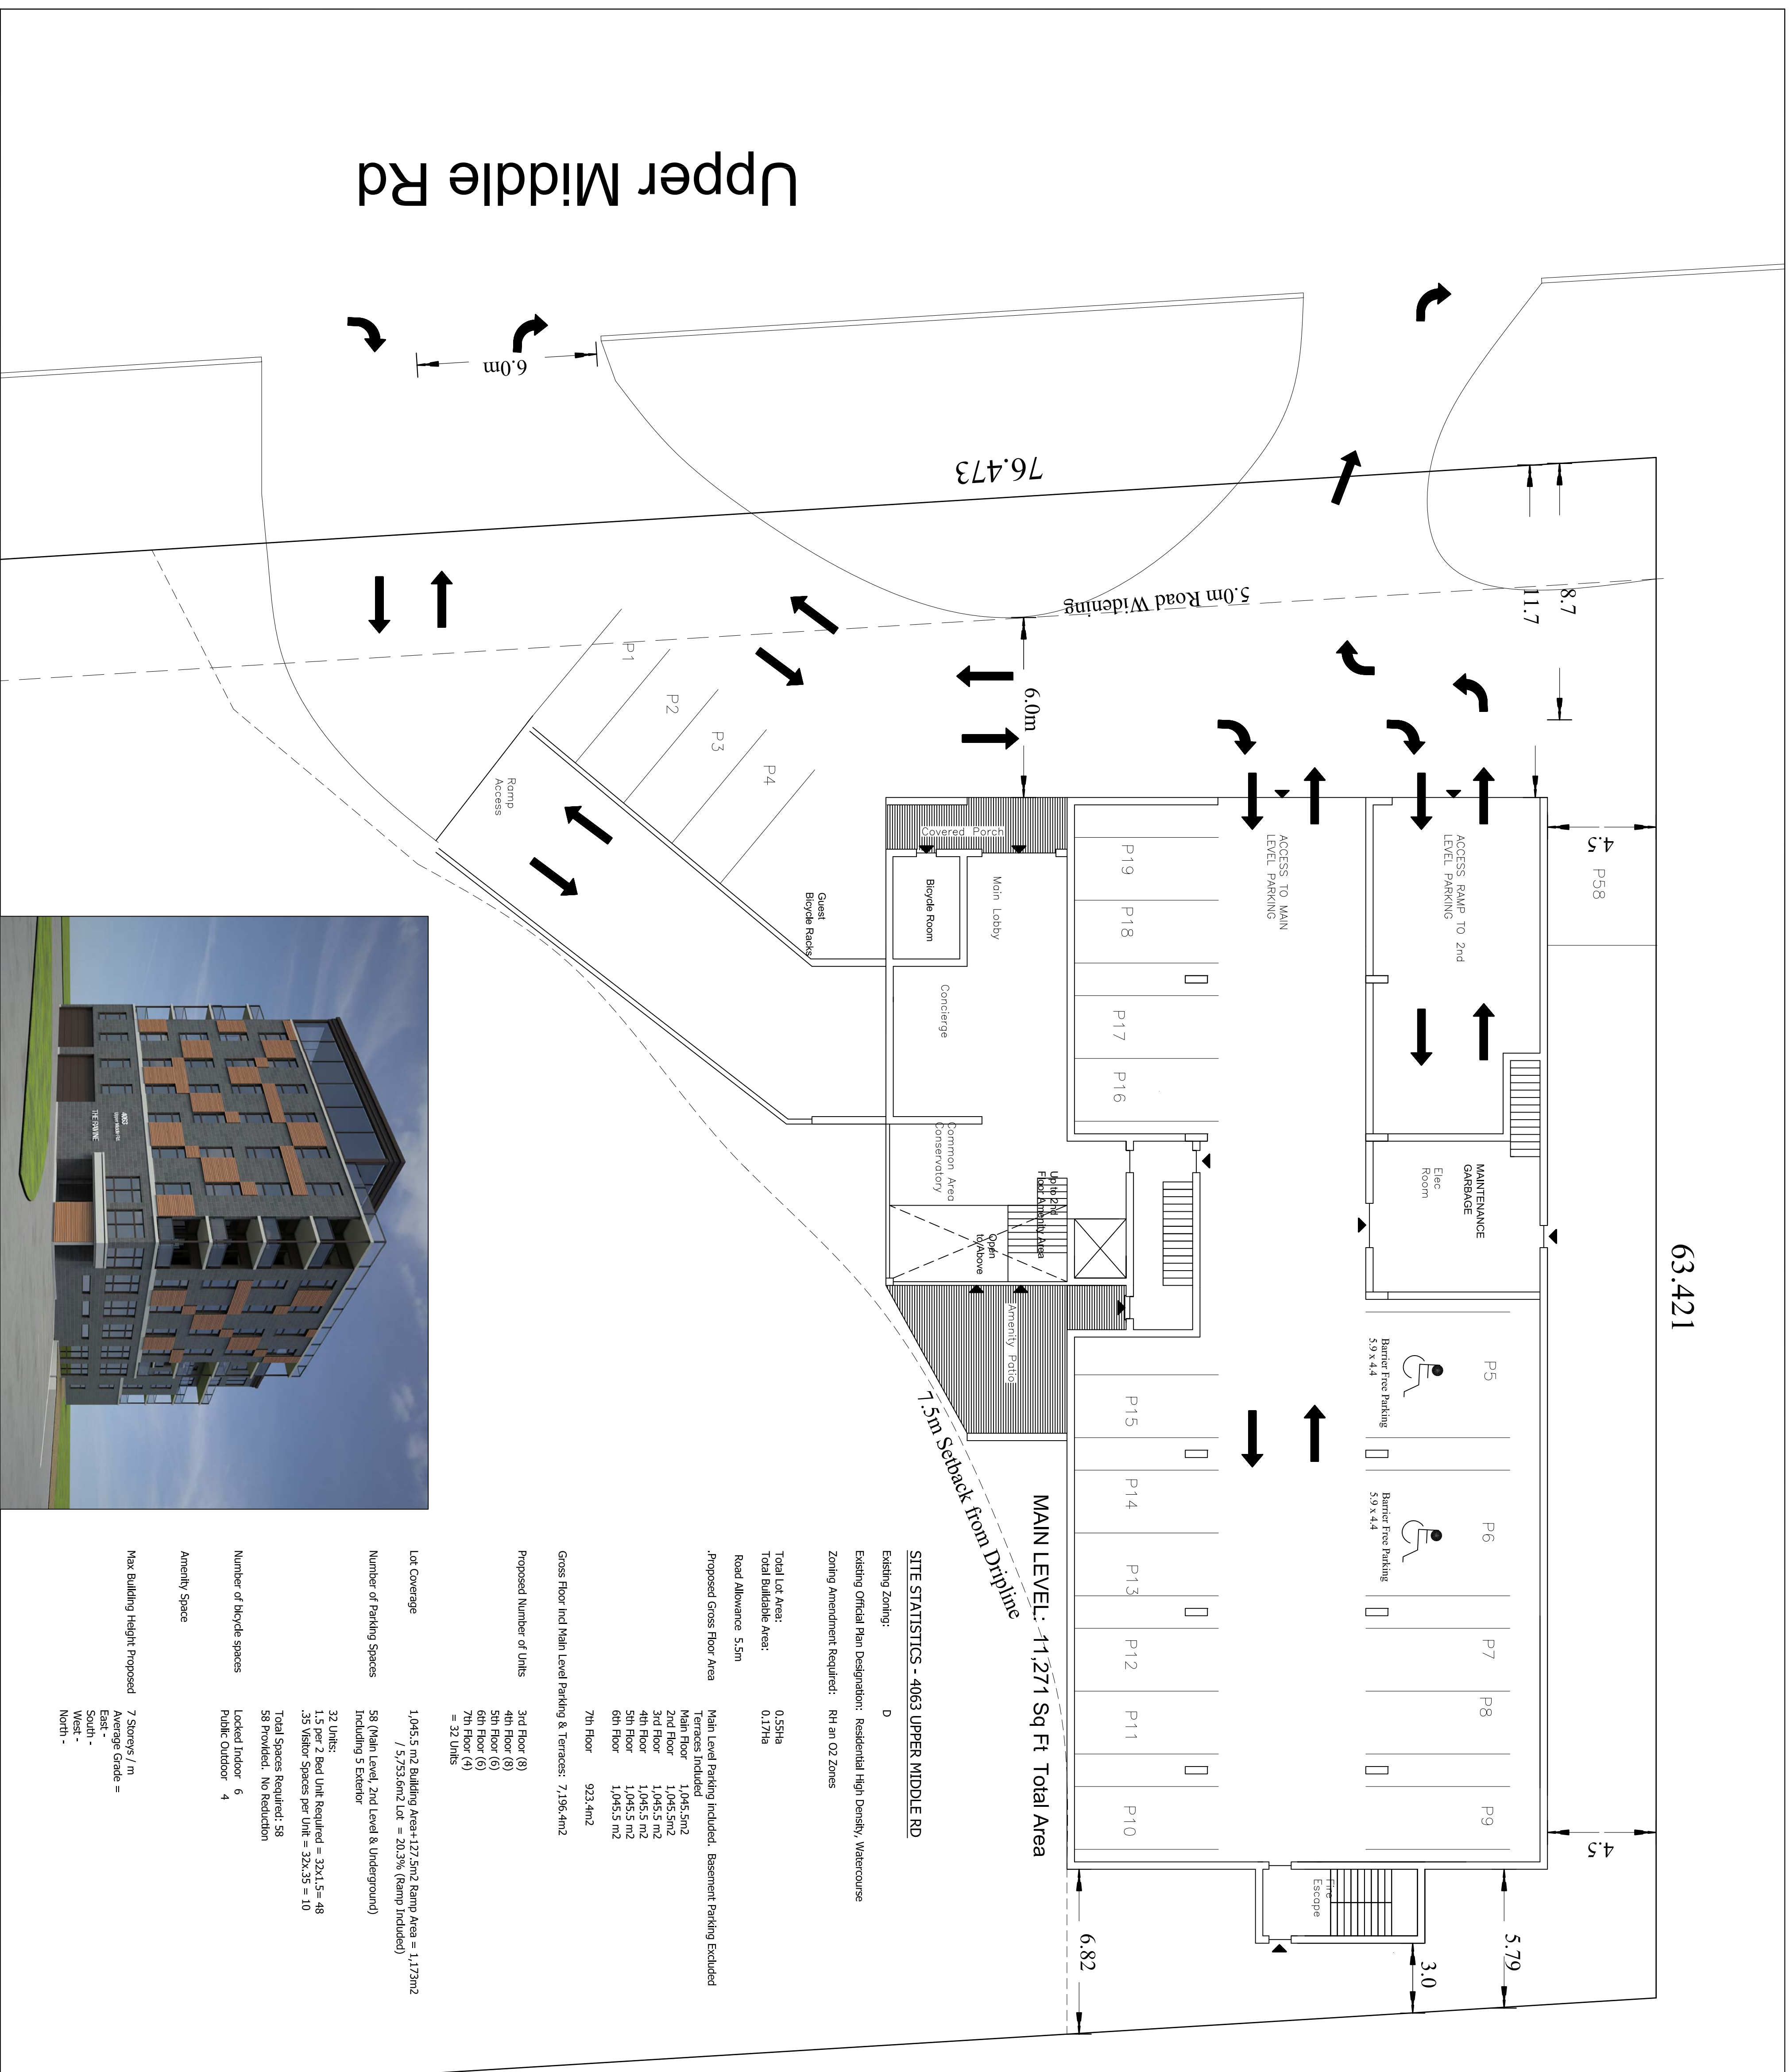 Upper Middle Rd
6.0m
76.473
63.421
5.0m Road Widening
8.7
11.7
6.0m
4.5
P58
P1
P2
P3
P4
Ramp
Access
Guest
Bicycle Racks
Covered Porch
Bicycle Room
Main Lobby
Concierge
Common Area
Conservatory
Up to 2nd
Floor Amenity Area
Open
to Above
Amenity Patio
ACCESS TO MAIN
LEVEL PARKING
ACCESS RAMP TO 2nd
LEVEL PARKING
P19
P18
P17
P16
MAINTENANCE
GARBAGE
Elec
Room
P5
Barrier Free Parking
5.9 x 4.4
P6
Barrier Free Parking
5.9 x 4.4
P7
P8
P9
P15
P14
P13
P12
P11
P10
Fire
Escape
4.5
5.79
3.0
6.82
7.5m Setback from Dripline
MAIN LEVEL: 11,271 Sq Ft Total Area
SITE STATISTICS - 4063 UPPER MIDDLE RD
Existing Zoning: D
Existing Official Plan Designation: Residential High Density, Watercourse
Zoning Amendment Required: RH an O2 Zones
Total Lot Area: 0.55Ha
Total Buildable Area: 0.17Ha
Road Allowance 5.5m
.Proposed Gross Floor Area Main Level Parking included. Basement Parking Excluded
Terraces Included
Main Floor 1,045.5m2
2nd Floor 1,045.5m2
3rd Floor 1,045.5 m2
4th Floor 1,045.5 m2
5th Floor 1,045.5 m2
6th Floor 1,045.5 m2
7th Floor 923.4m2
Gross Floor ind Main Level Parking & Terraces: 7,196.4m2
Proposed Number of Units 3rd Floor (8)
4th Floor (8)
5th Floor (6)
6th Floor (6)
7th Floor (4)
= 32 Units
Lot Coverage 1,045.5 m2 Building Area+127.5m2 Ramp Area = 1,173m2
/ 5,753.6m2 Lot = 20.3% (Ramp Included)
Number of Parking Spaces 58 (Main Level, 2nd Level & Underground)
Including 5 Exterior
32 Units:
1.5 per 2 Bed Unit Required = 32x1.5= 48
.35 Visitor Spaces per Unit = 32x.35 = 10
Total Spaces Required: 58
58 Provided. No Reduction
Number of bicycle spaces Locked Indoor 6
Public Outdoor 4
Amenity Space
Max Building Height Proposed 7 Storeys / m
Average Grade =
East -
South -
West -
North -
4063
Upper Middle Rd
THE RAVINE